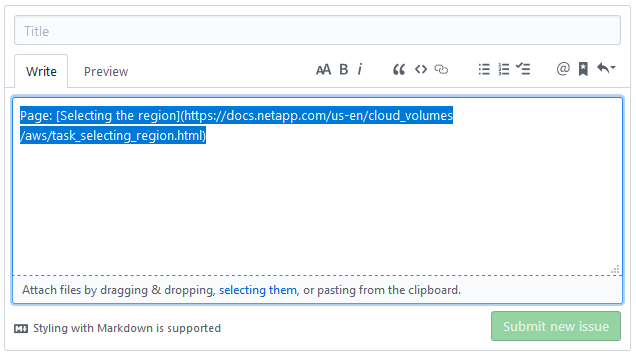 Title
Write Preview AA B i @
Page: [Selecting the region](https://docs.netapp.com/us-en/cloud_volumes
/aws/task_selecting_region.html)
Attach files by dragging & dropping, selecting them, or pasting from the clipboard.
Styling with Markdown is supported Submit new issue